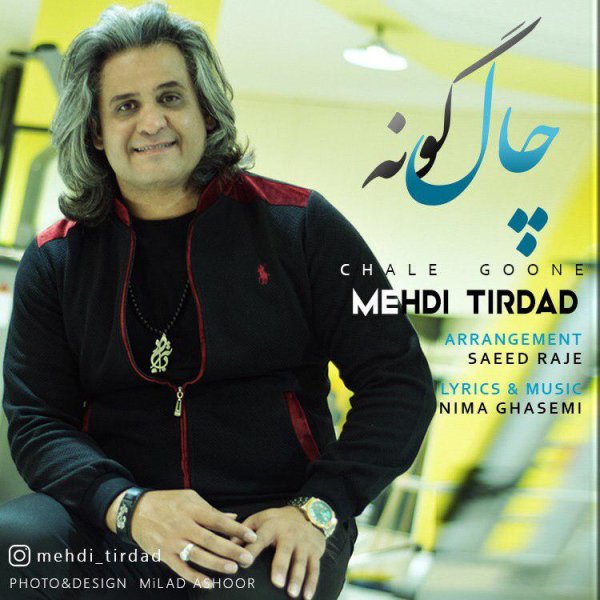 چال گونه
CHALE GOONE
MEHDI TIRDAD
ARRANGEMENT
SAEED RAJE
LYRICS & MUSIC
NIMA GHASEMI
mehdi_tirdad
PHOTO&DESIGN MiLAD ASHOOR